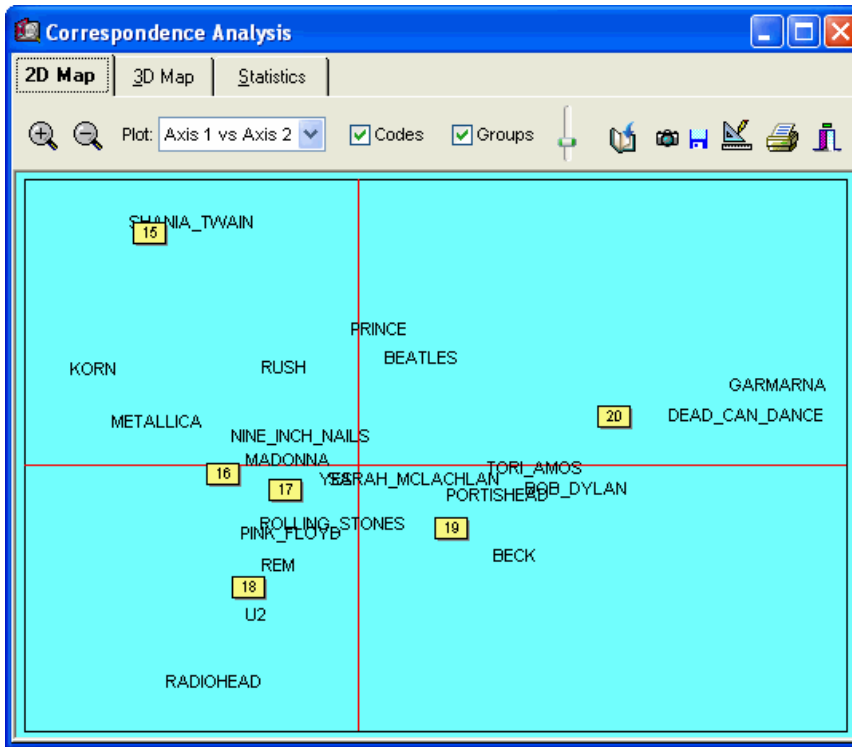 Correspondence Analysis
2D Map 3D Map Statistics
Plot: Axis 1 vs Axis 2 Codes Groups
SHANIA_TWAIN
15
PRINCE
BEATLES
KORN RUSH
GARMARNA
METALLICA 20 DEAD_CAN_DANCE
NINE_INCH_NAILS
MADONNA
16 YES SARAH_MCLACHLAN TORI_AMOS
17 PORTISHEAD BOB_DYLAN
ROLLING_STONES
PINK_FLOYD 19
REM BECK
18
U2
RADIOHEAD